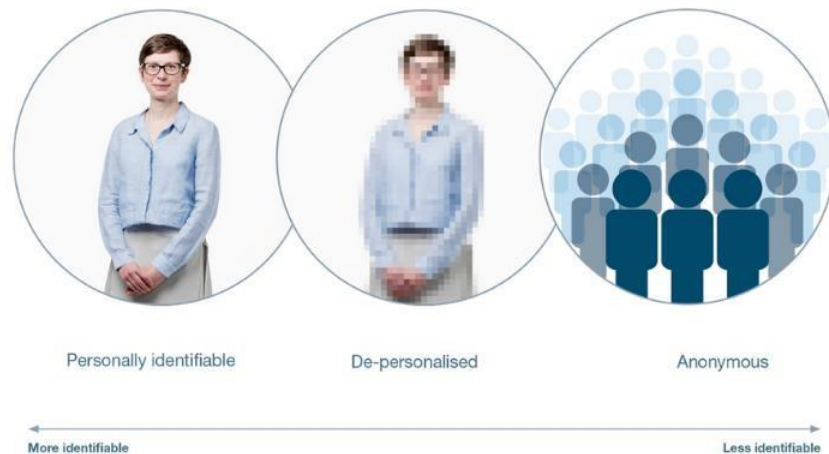 Personally identifiable
De-personalised
Anonymous
More identifiable
Less identifiable